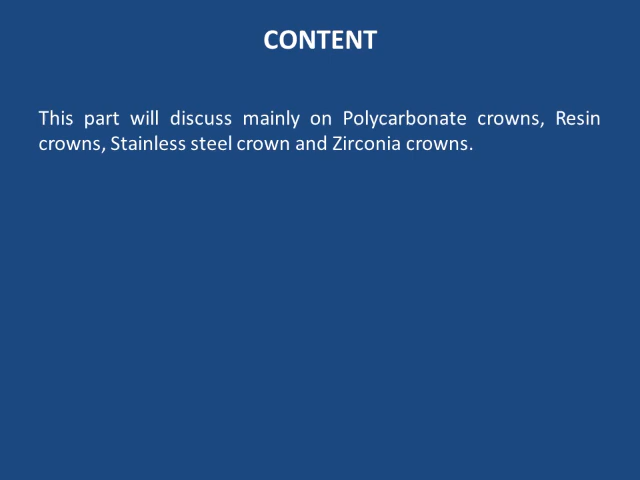 CONTENT
This part will discuss mainly on Polycarbonate crowns, Resin
crowns, Stainless steel crown and Zirconia crowns.